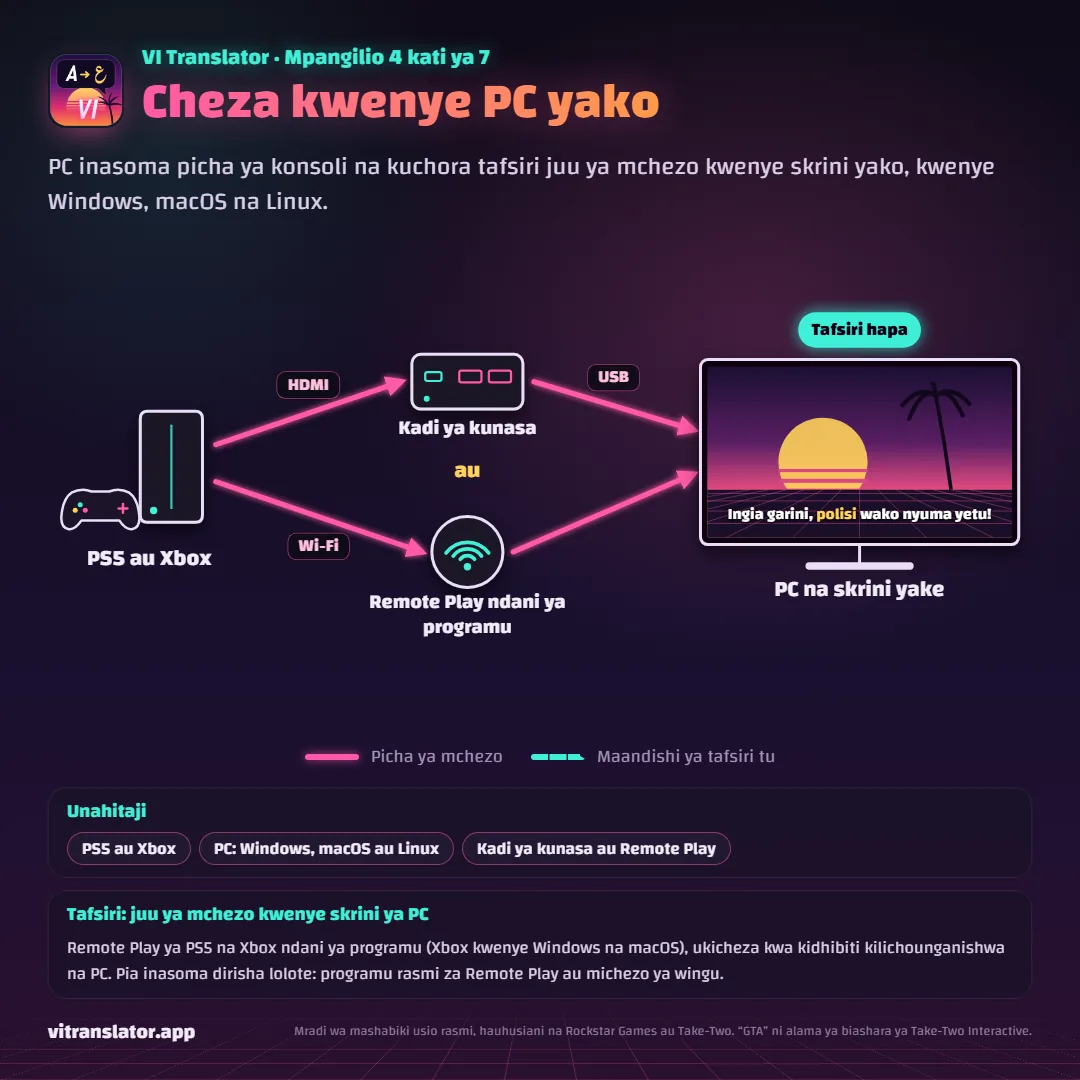 A→ع
VI
VI Translator · Mpangilio 4 kati ya 7
Cheza kwenye PC yako
PC inasoma picha ya konsoli na kuchora tafsiri juu ya mchezo kwenye skrini yako, kwenye
Windows, macOS na Linux.
Tafsiri hapa
HDMI
USB
Kadi ya kunasa
au
Ingia garini, polisi wako nyuma yetu!
Wi-Fi
PS5 au Xbox
PC na skrini yake
Remote Play ndani ya
programu
Picha ya mchezo
Maandishi ya tafsiri tu
Unahitaji
PS5 au Xbox
PC: Windows, macOS au Linux
Kadi ya kunasa au Remote Play
Tafsiri: juu ya mchezo kwenye skrini ya PC
Remote Play ya PS5 na Xbox ndani ya programu (Xbox kwenye Windows na macOS), ukicheza kwa kidhibiti kilichounganishwa
na PC. Pia inasoma dirisha lolote: programu rasmi za Remote Play au michezo ya wingu.
vitranslator.app
Mradi wa mashabiki usio rasmi, hauhusiani na Rockstar Games au Take-Two. “GTA” ni alama ya biashara ya Take-Two Interactive.